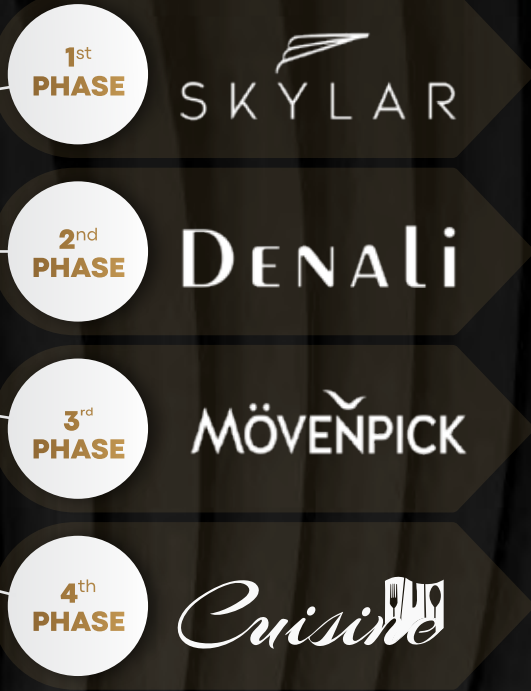 1st
PHASE
SKYLAR
2nd
PHASE
DENALi
3rd
PHASE
MÖVENPICK
4th
PHASE
Cuisine